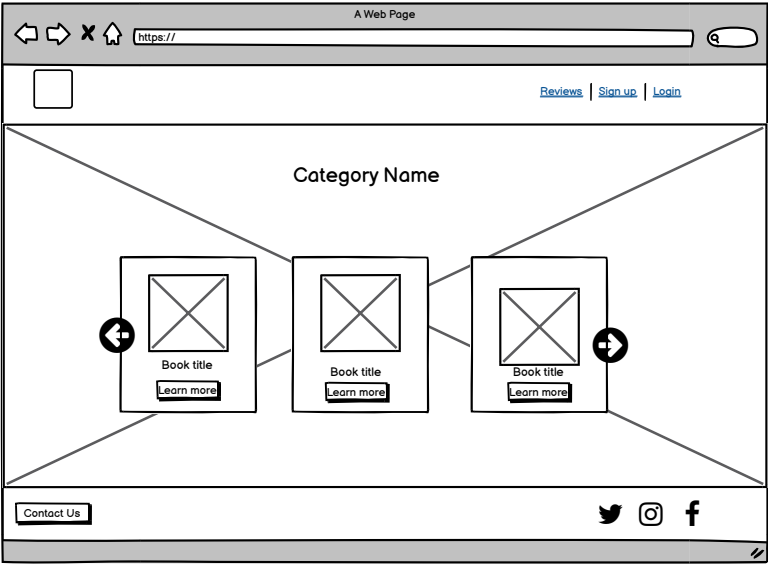 A Web Page
https://
Reviews Sign up Login
Category Name
Book title Book title Book title
Learn more Learn more Learn more
Contact Us